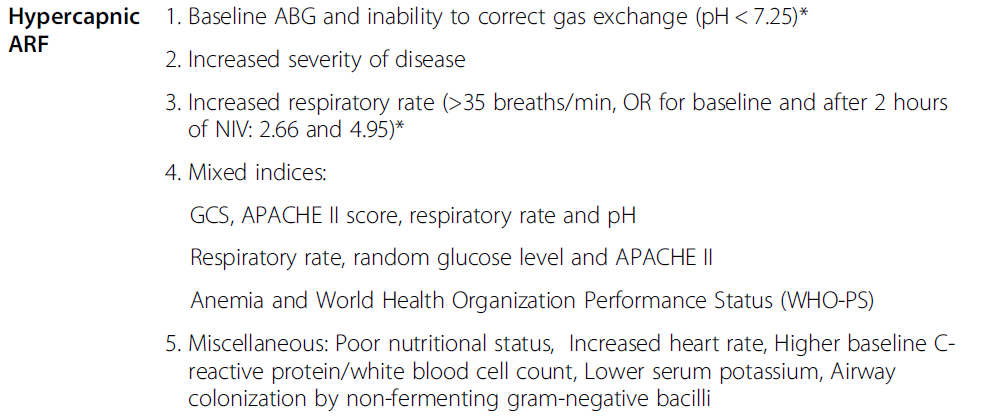 Hypercapnic ARF
1. Baseline ABG and inability to correct gas exchange (pH < 7.25)*
2. Increased severity of disease
3. Increased respiratory rate (>35 breaths/min, OR for baseline and after 2 hours
of NIV: 2.66 and 4.95)*
4. Mixed indices:
GCS, APACHE II score, respiratory rate and pH
Respiratory rate, random glucose level and APACHE II
Anemia and World Health Organization Performance Status (WHO-PS)
5. Miscellaneous: Poor nutritional status, Increased heart rate, Higher baseline C-
reactive protein/white blood cell count, Lower serum potassium, Airway
colonization by non-fermenting gram-negative bacilli